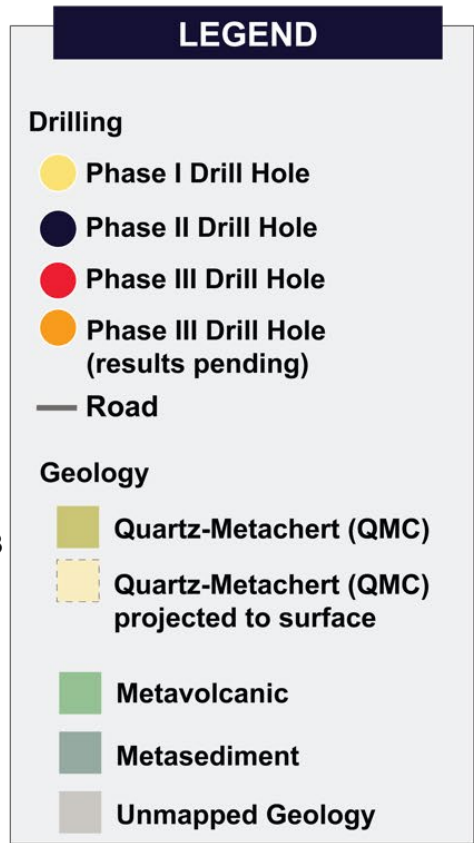 LEGEND
Drilling
Phase I Drill Hole
Phase II Drill Hole
Phase III Drill Hole
Phase III Drill Hole
(results pending)
Road
Geology
Quartz-Metachert (QMC)
Quartz-Metachert (QMC)
projected to surface
Metavolcanic
Metasediment
Unmapped Geology